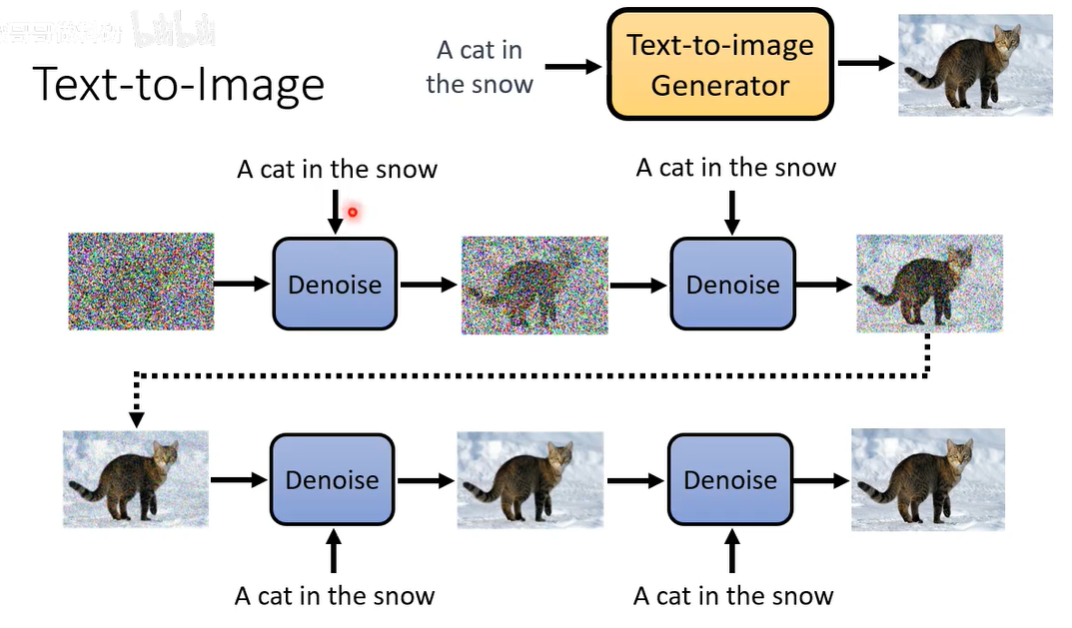 bilibili
Text-to-Image
A cat in
the snow
Text-to-image
Generator
A cat in the snow
A cat in the snow
Denoise
Denoise
Denoise
Denoise
A cat in the snow
A cat in the snow